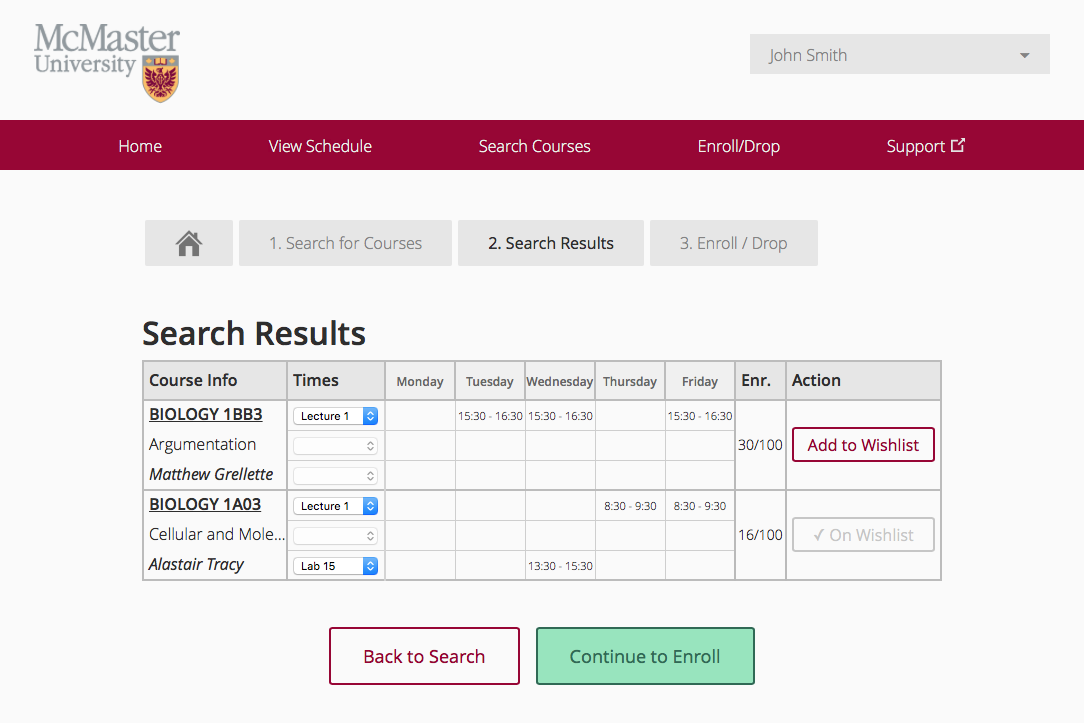 McMaster
University
John Smith
Home View Schedule Search Courses Enroll/Drop Support
1. Search for Courses 2. Search Results 3. Enroll / Drop
Search Results
Course Info Times Monday Tuesday Wednesday Thursday Friday Enr. Action
BIOLOGY 1BB3 Lecture 1 15:30 - 16:30 15:30 - 16:30 15:30 - 16:30
Argumentation 30/100 Add to Wishlist
Matthew Grellette
BIOLOGY 1A03 Lecture 1 8:30 - 9:30 8:30 - 9:30
Cellular and Mole... 16/100 ✓ On Wishlist
Alastair Tracy Lab 15 13:30 - 15:30
Back to Search Continue to Enroll